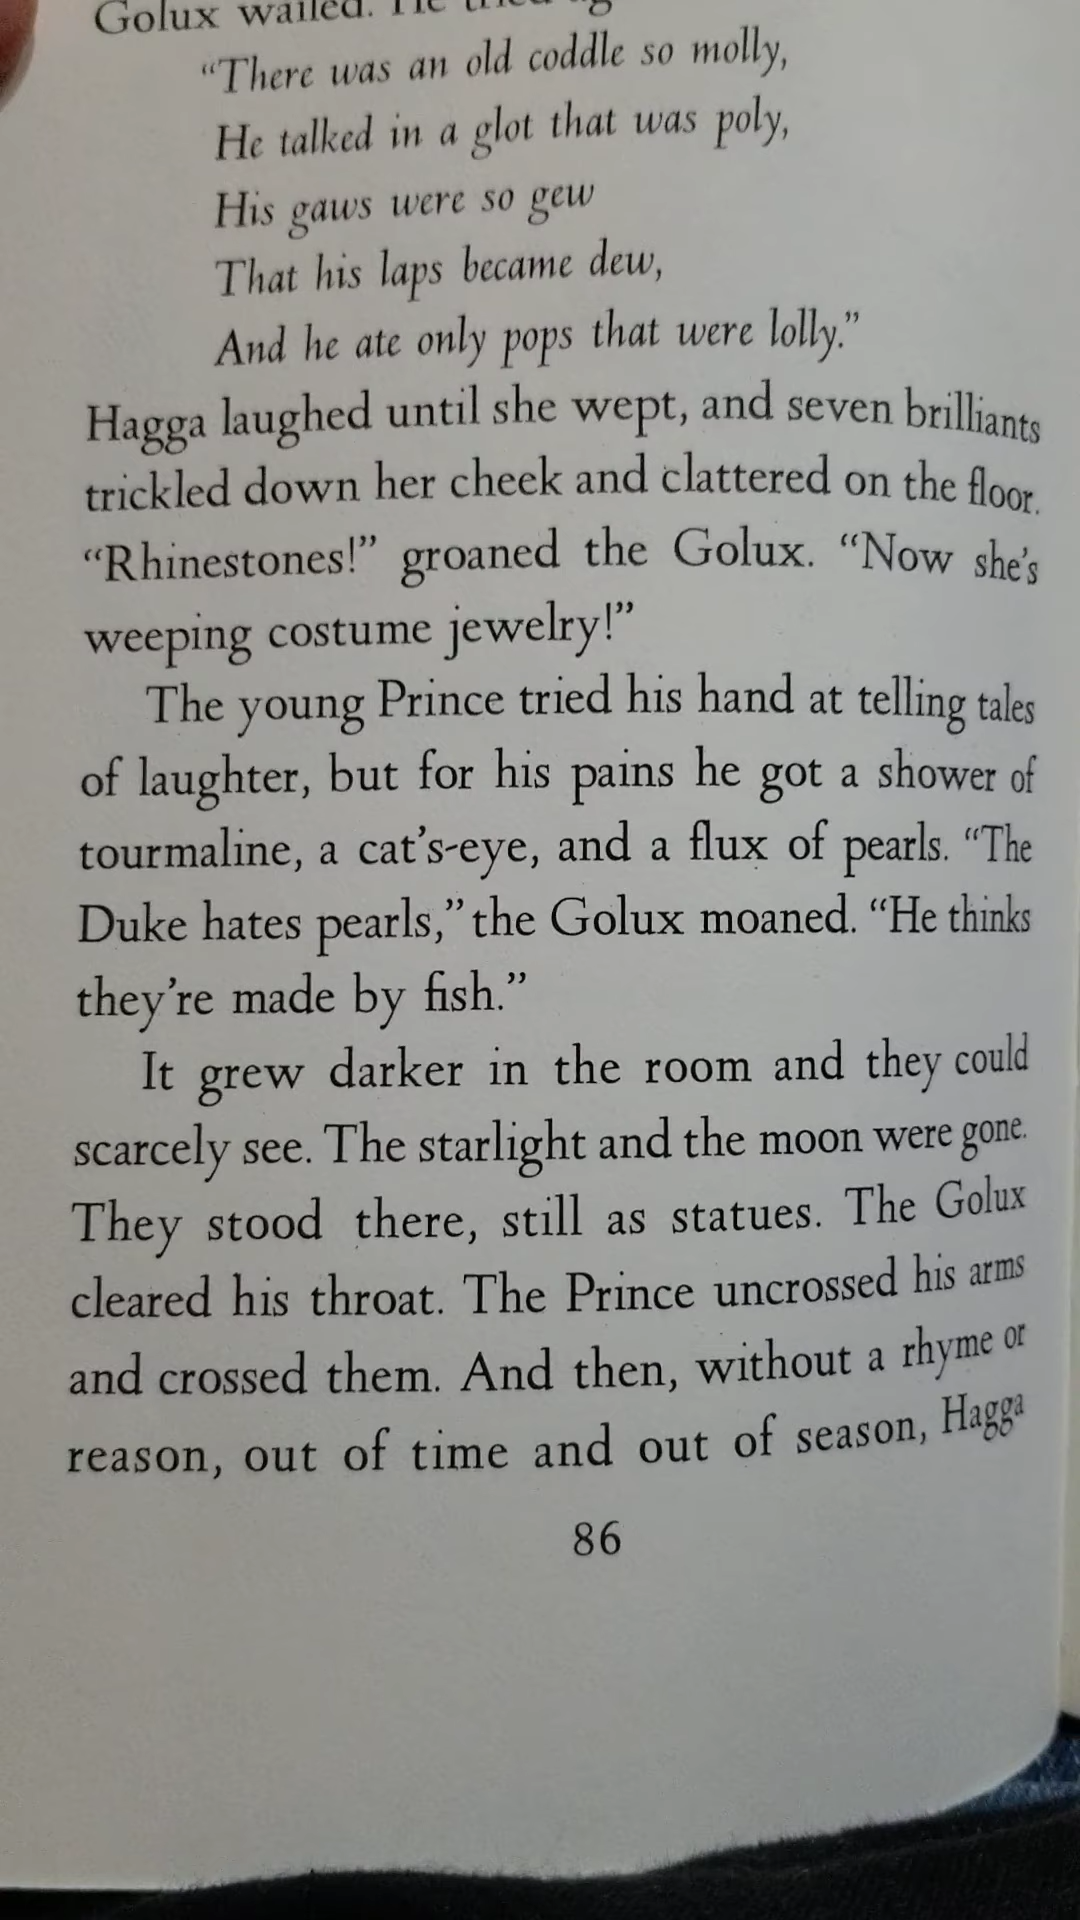 Golux wailed. He tried ag
“There was an old coddle so molly,
He talked in a glot that was poly,
His gaws were so gew
That his laps became dew,
And he ate only pops that were lolly.”
Hagga laughed until she wept, and seven brilliants
trickled down her cheek and clattered on the floor.
“Rhinestones!” groaned the Golux. “Now she’s
weeping costume jewelry!”
The young Prince tried his hand at telling tales
of laughter, but for his pains he got a shower of
tourmaline, a cat’s-eye, and a flux of pearls. “The
Duke hates pearls,” the Golux moaned. “He thinks
they’re made by fish.”
It grew darker in the room and they could
scarcely see. The starlight and the moon were gone.
They stood there, still as statues. The Golux
cleared his throat. The Prince uncrossed his arms
and crossed them. And then, without a rhyme or
reason, out of time and out of season, Hagga
86